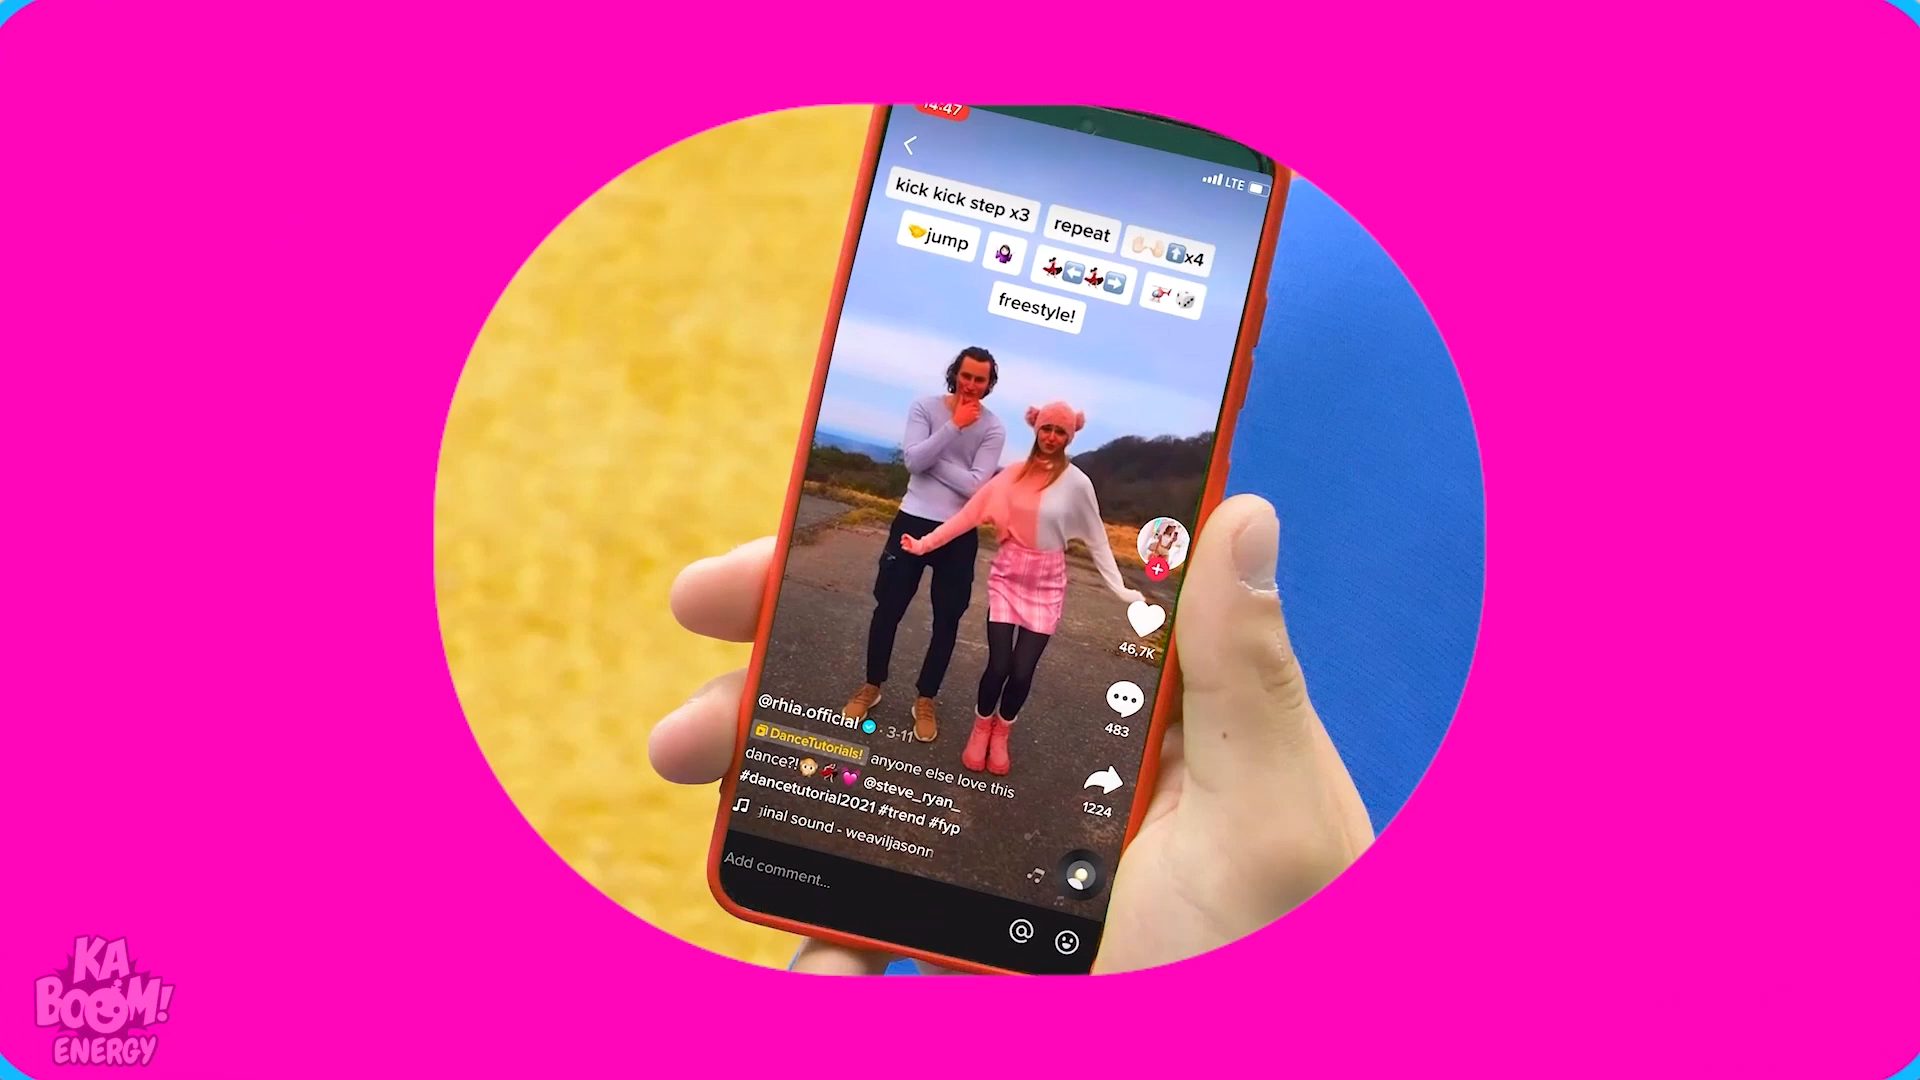 14:47
LTE
kick kick step x3 repeat x4
jump
freestyle!
46,7K
483
1224
@rhia.official · 3-11
DanceTutorials! anyone else love this
dance?! @steve_ryan_
#dancetutorial2021 #trend #fyp
ginal sound - weaviljasonn
Add comment...
@
KA
BOOM!
ENERGY